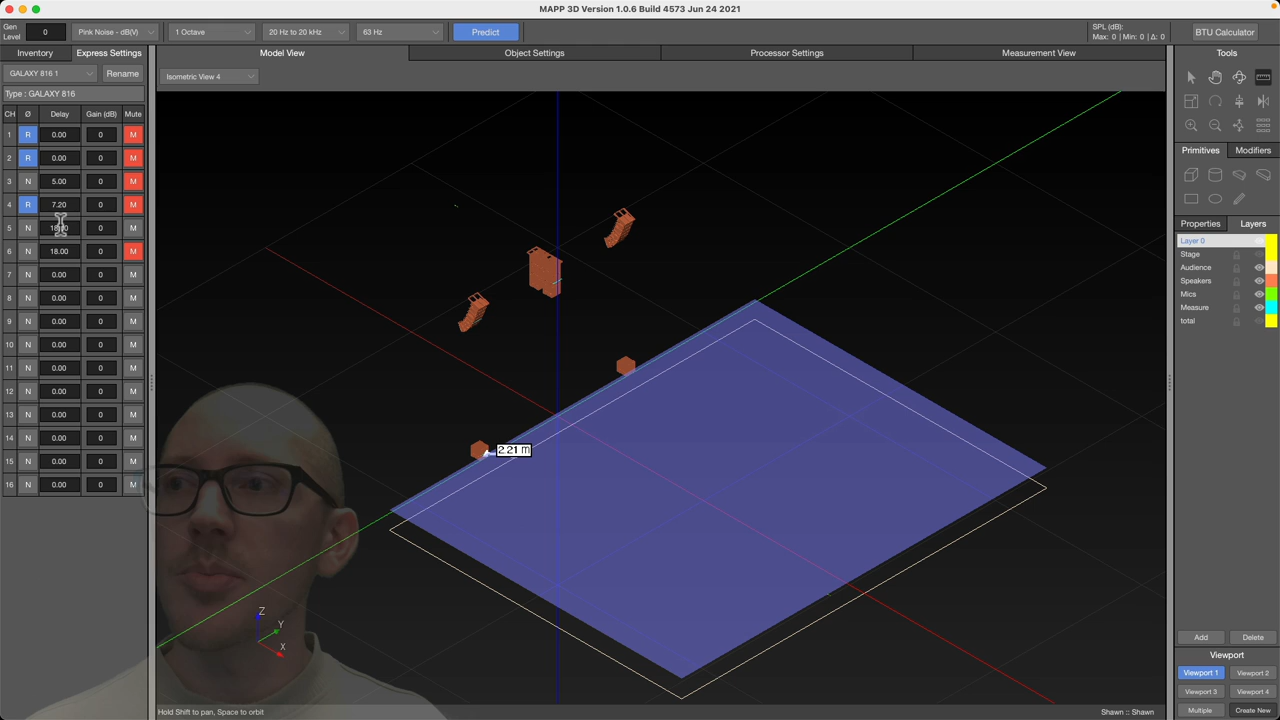 MAPP 3D Version 1.0.6 Build 4573 Jun 24 2021
Gen Level 0 Pink Noise - dB(V) 1 Octave 20 Hz to 20 kHz 63 Hz Predict SPL (dB): Max: 0 | Min: 0 | Δ: 0 BTU Calculator
Inventory Express Settings Model View Object Settings Processor Settings Measurement View Tools
GALAXY 816 1 Rename Isometric View 4
Type : GALAXY 816
CH Ø Delay Gain (dB) Mute
1 R 0.00 0 M
2 R 0.00 0 M
3 N 5.00 0 M
4 R 7.20 0 M
5 N 0 M
6 N 18.00 0 M
7 N 0.00 0 M
8 N 0.00 0 M
9 N 0.00 0 M
10 N 0.00 0 M
11 N 0.00 0 M
12 N 0.00 0 M
13 N 0.00 0 M
14 N 0.00 0 M
15 N 0.00 0 M
16 N 0.00 0 M
2.21 m
Z
Y
X
Hold Shift to pan, Space to orbit
Shawn :: Shawn
Primitives Modifiers
Properties Layers
Layer 0
Stage
Audience
Speakers
Mics
Measure
total
Add Delete
Viewport
Viewport 1 Viewport 2
Viewport 3 Viewport 4
Multiple Create New